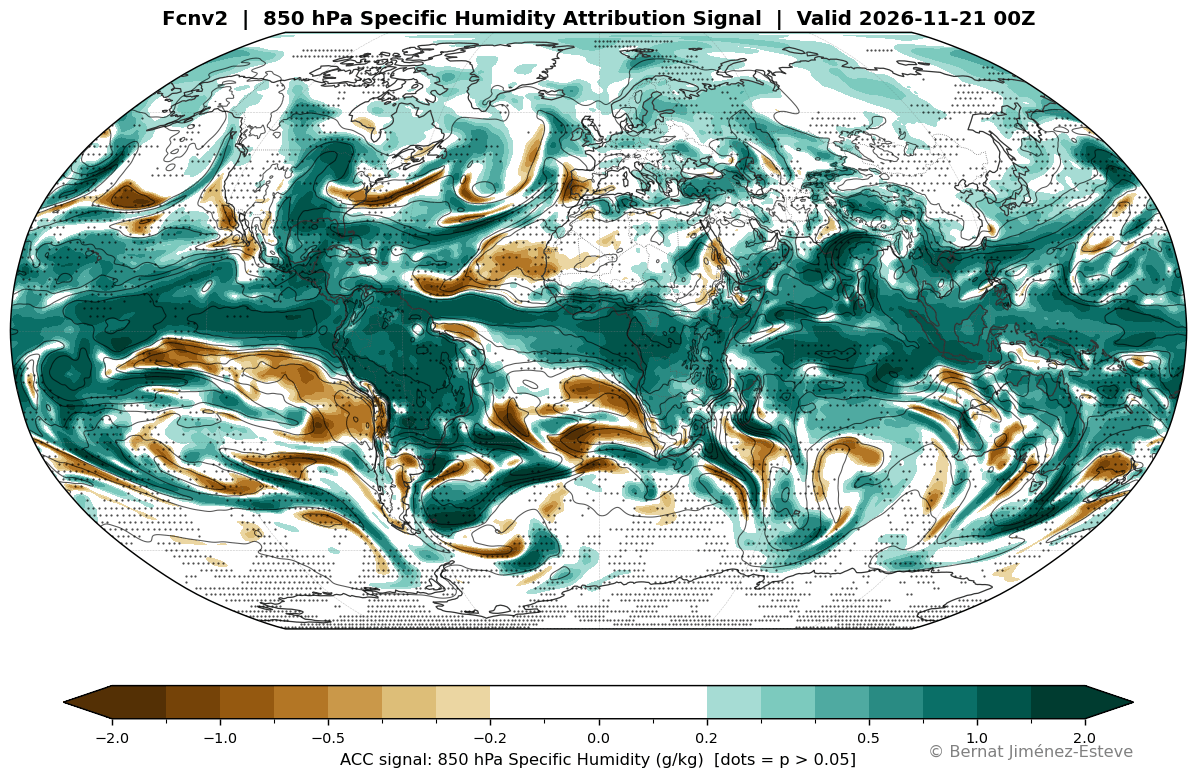 Fcnv2  |  850 hPa Specific Humidity Attribution Signal  |  Valid 2026-11-21 00Z
−2.0 −1.0 −0.5 −0.2 0.0 0.2 0.5 1.0 2.0
ACC signal: 850 hPa Specific Humidity (g/kg)  [dots = p > 0.05]
© Bernat Jiménez-Esteve